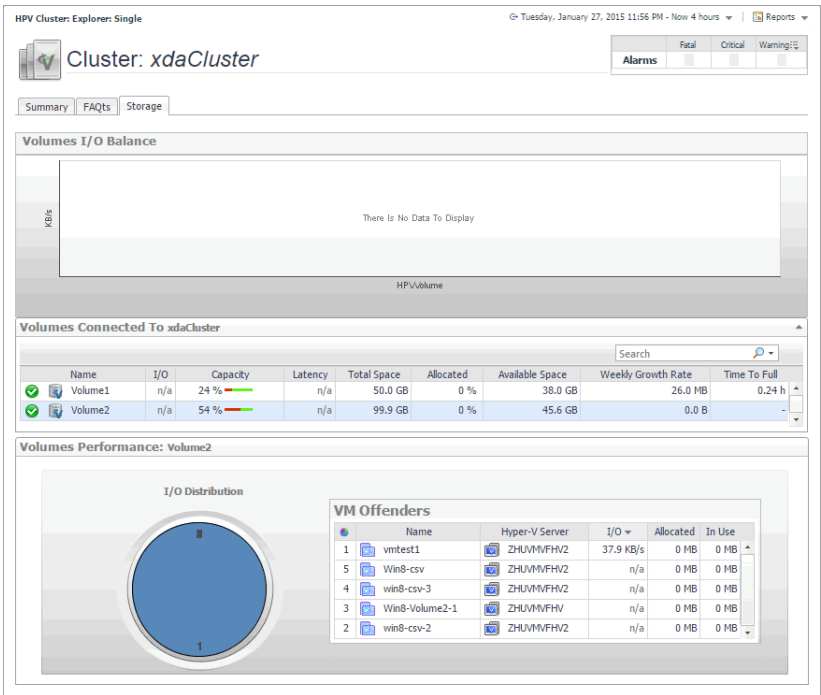 HPV Cluster: Explorer: Single
Tuesday, January 27, 2015 11:56 PM - Now 4 hours
Reports
Cluster: xdaCluster
Fatal Critical Warning
Alarms
Summary FAQts Storage
Volumes I/O Balance
KB/s
There Is No Data To Display
HPVVolume
Volumes Connected To xdaCluster
Search
Name I/O Capacity Latency Total Space Allocated Available Space Weekly Growth Rate Time To Full
Volume1 n/a 24 % n/a 50.0 GB 0 % 38.0 GB 26.0 MB 0.24 h
Volume2 n/a 54 % n/a 99.9 GB 0 % 45.6 GB 0.0 B -
Volumes Performance: Volume2
I/O Distribution
1
VM Offenders
Name Hyper-V Server I/O Allocated In Use
1 vmtest1 ZHUVMVFHV2 37.9 KB/s 0 MB 0 MB
5 Win8-csv ZHUVMVFHV2 n/a 0 MB 0 MB
4 win8-csv-3 ZHUVMVFHV2 n/a 0 MB 0 MB
3 Win8-Volume2-1 ZHUVMVFHV n/a 0 MB 0 MB
2 win8-csv-2 ZHUVMVFHV2 n/a 0 MB 0 MB